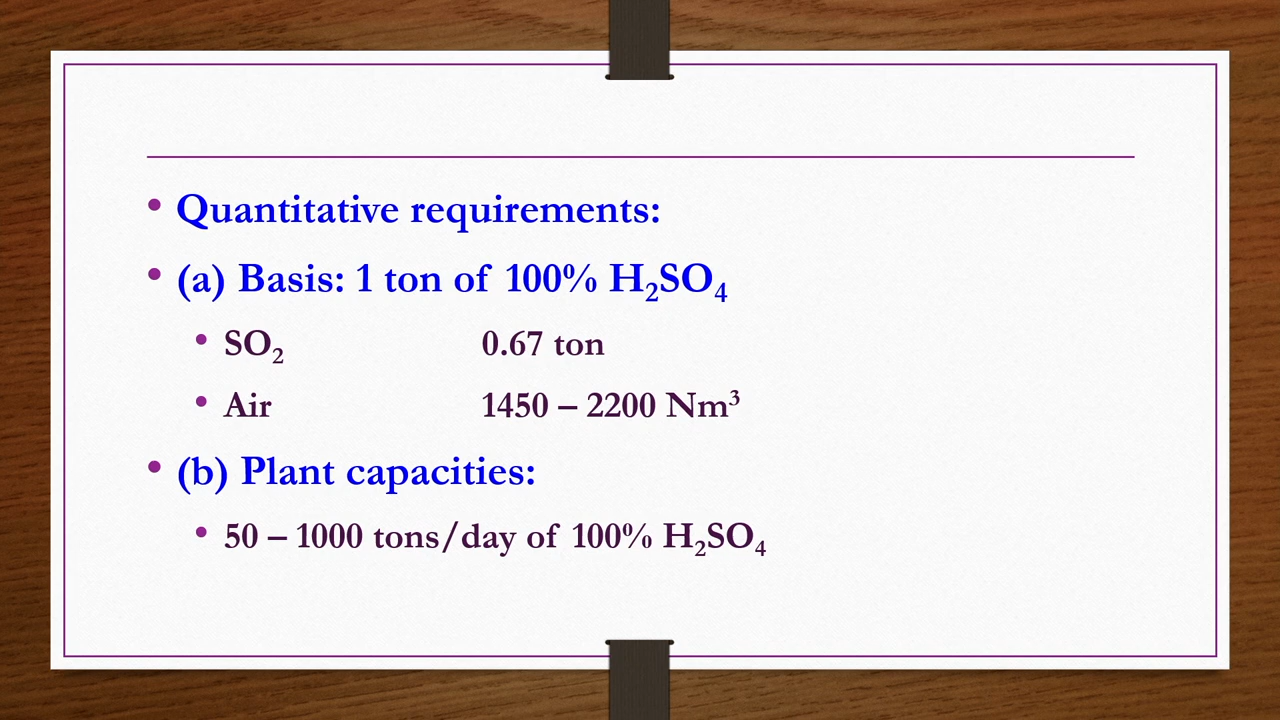 • Quantitative requirements:
• (a) Basis: 1 ton of 100% H₂SO₄
• SO₂ 0.67 ton
• Air 1450 – 2200 Nm³
• (b) Plant capacities:
• 50 – 1000 tons/day of 100% H₂SO₄